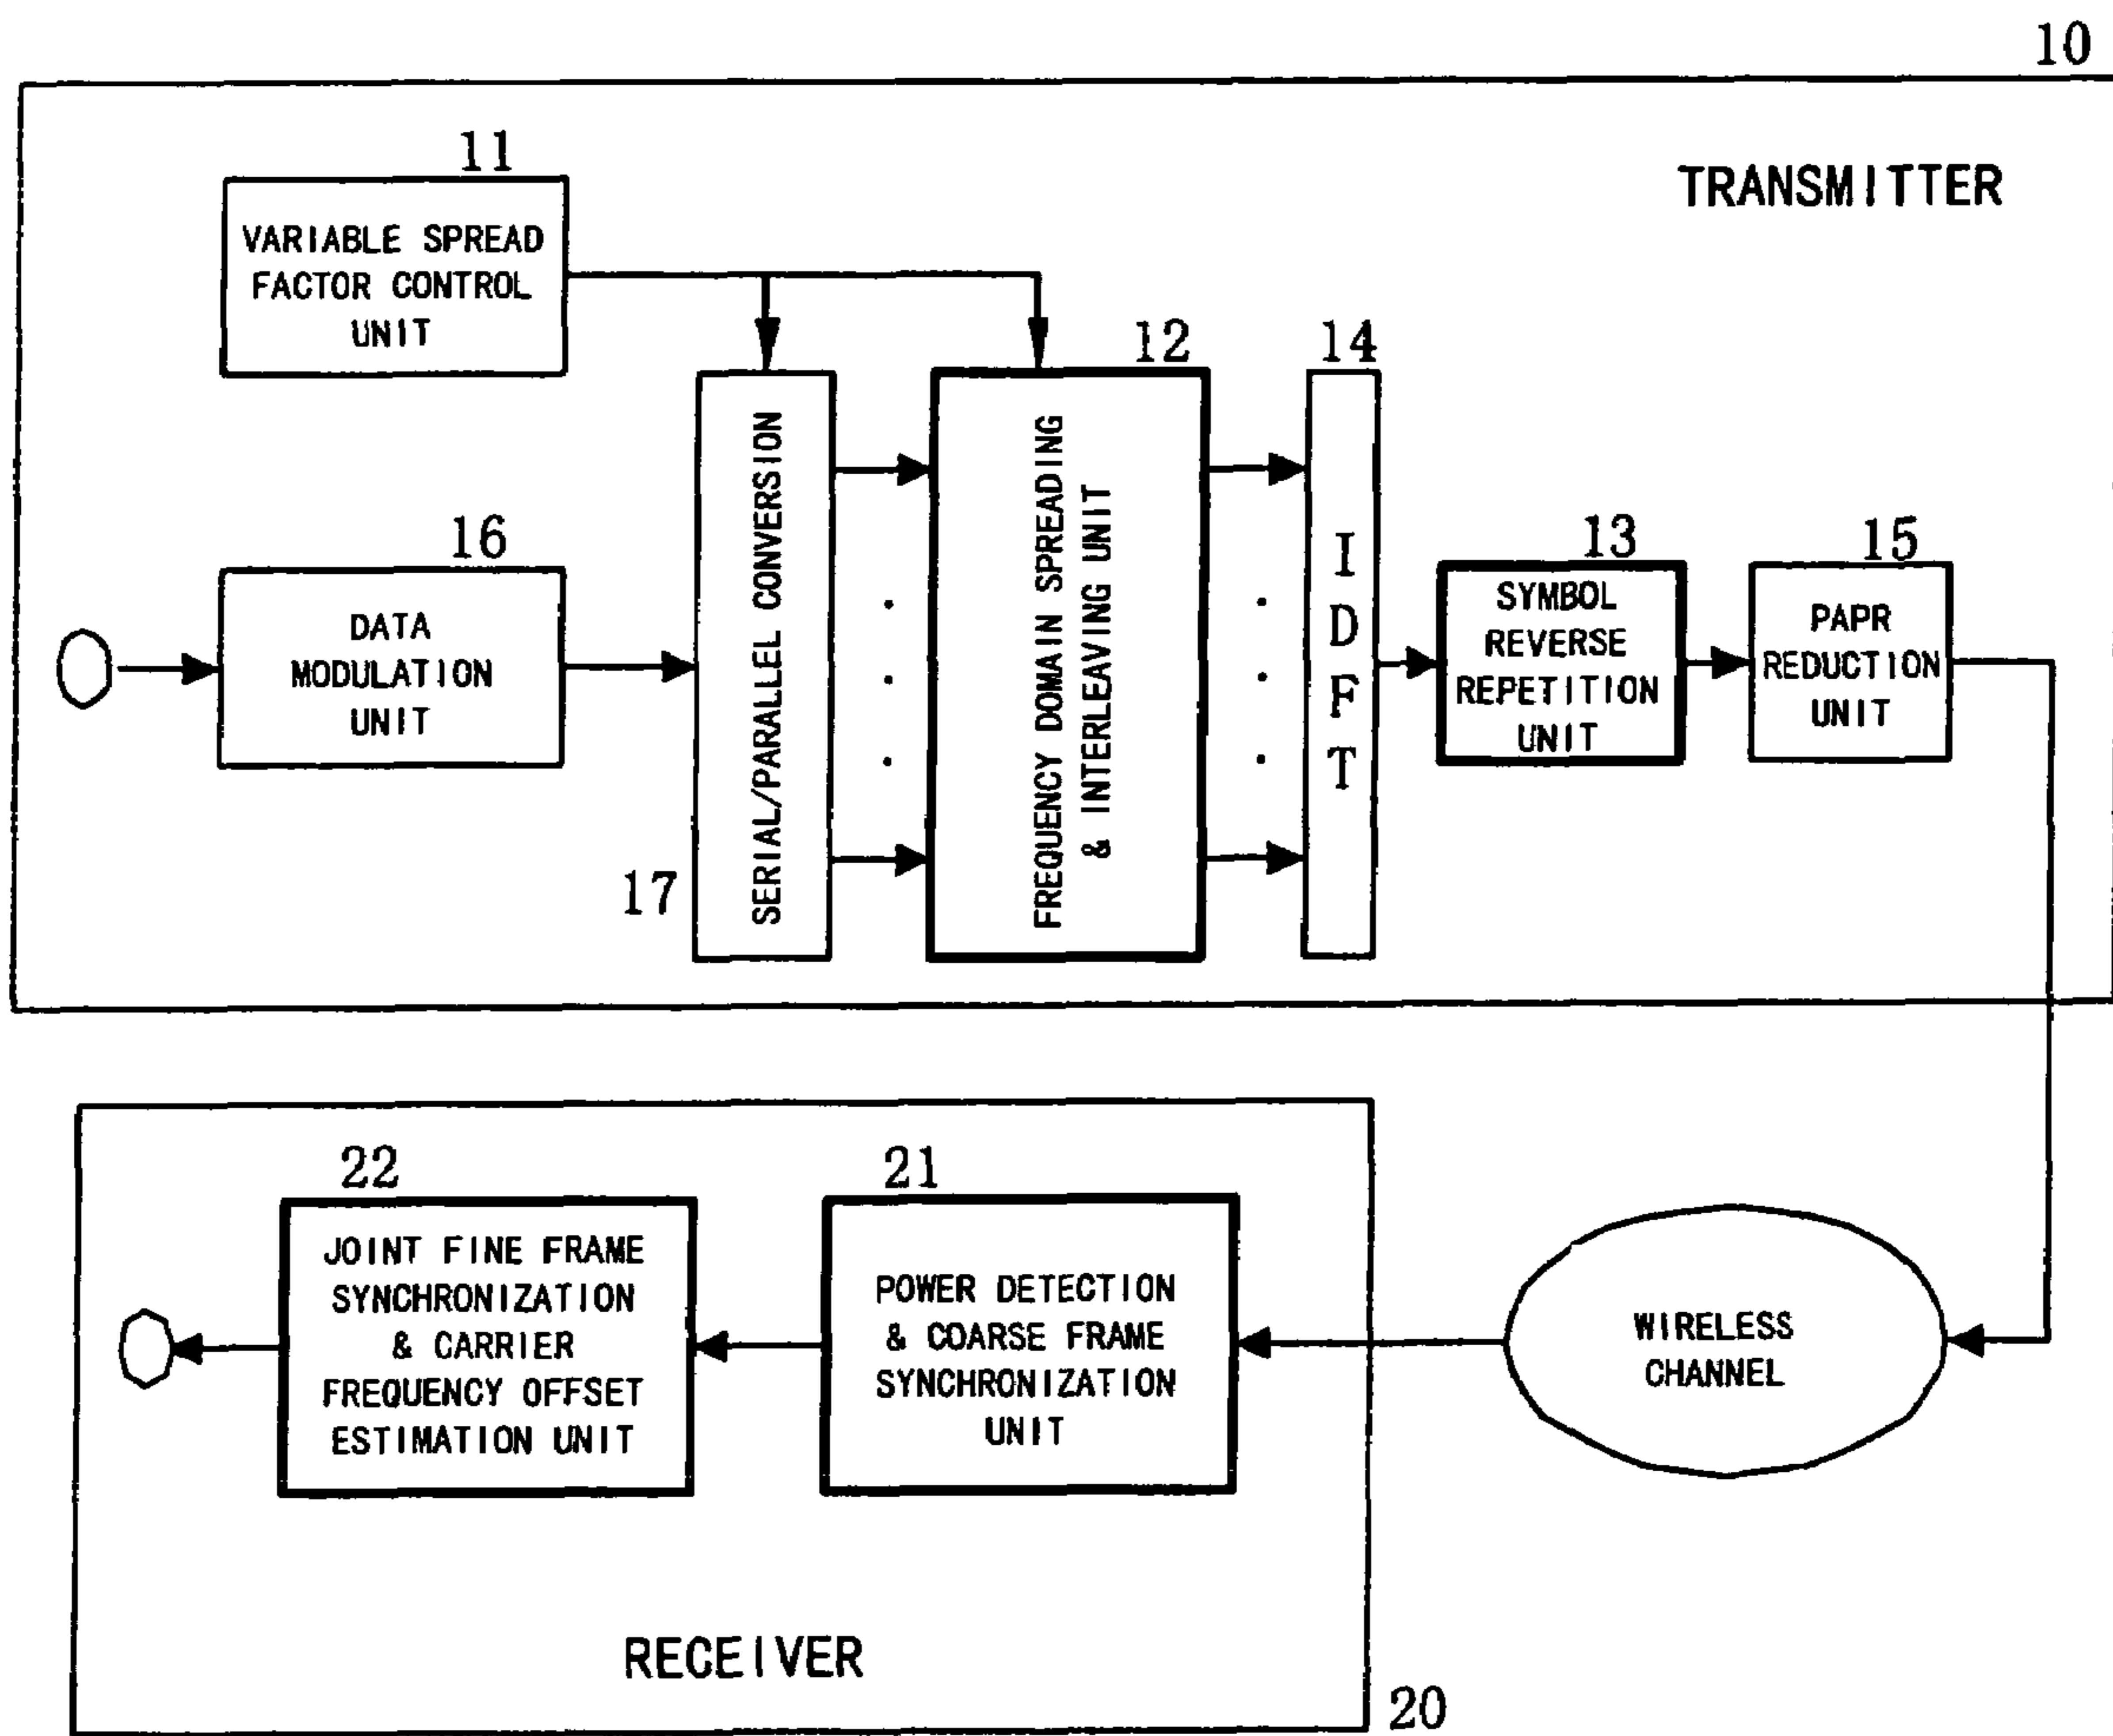 10
TRANSMITTER
11
VARIABLE SPREAD
FACTOR CONTROL
UNIT
16
DATA
MODULATION
UNIT
17
SERIAL/PARALLEL CONVERSION
12
FREQUENCY DOMAIN SPREADING
& INTERLEAVING UNIT
14
I
D
F
T
13
SYMBOL
REVERSE
REPETITION
UNIT
15
PAPR
REDUCTION
UNIT
22
JOINT FINE FRAME
SYNCHRONIZATION
& CARRIER
FREQUENCY OFFSET
ESTIMATION UNIT
21
POWER DETECTION
& COARSE FRAME
SYNCHRONIZATION
UNIT
WIRELESS
CHANNEL
RECEIVER
20